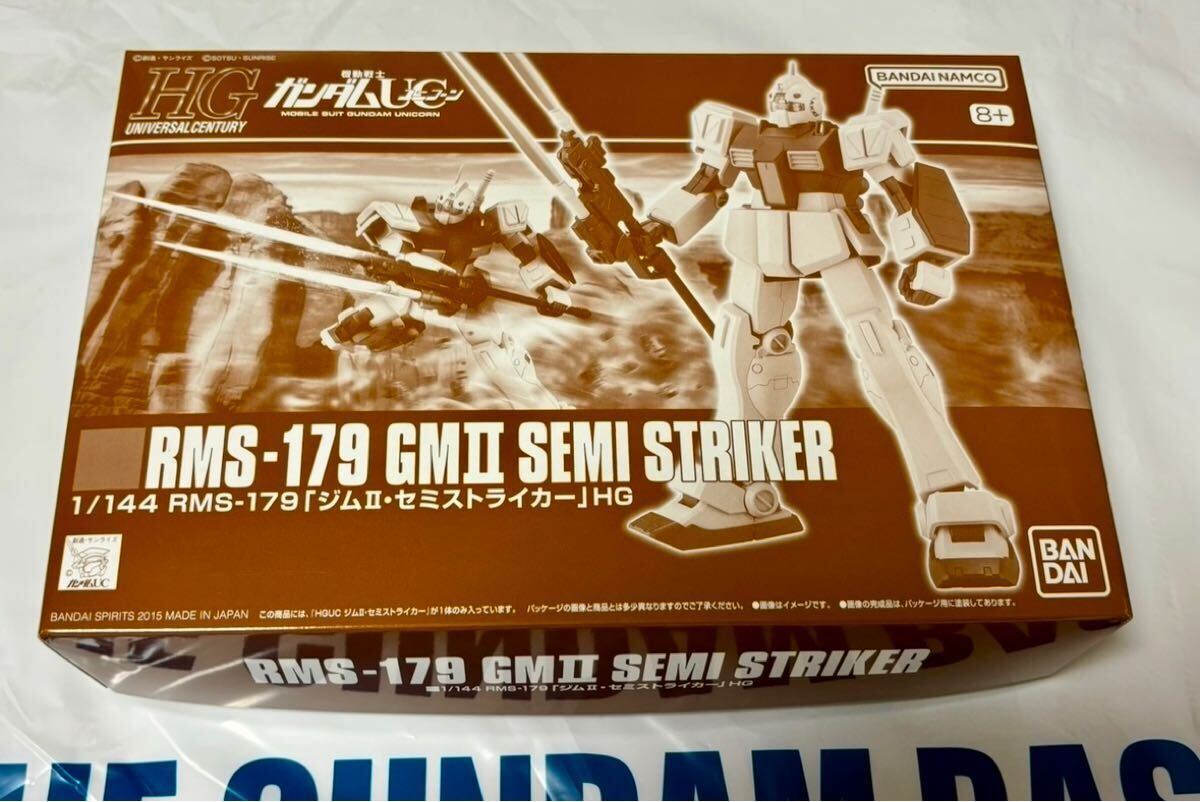 ©創通・サンライズ ©SOTSU・SUNRISE
HG
UNIVERSALCENTURY
機動戦士
ガンダムUC
ユニコーン
MOBILE SUIT GUNDAM UNICORN
BANDAI NAMCO
8+
RMS-179 GMⅡ SEMI STRIKER
1/144 RMS-179「ジムⅡ・セミストライカー」HG
創通・サンライズ
©
ガンダムUC
BAN
DAI
BANDAI SPIRITS 2015 MADE IN JAPAN この商品には、「HGUC ジムⅡ・セミストライカー」が1体のみ入っています。 パッケージの画像と商品とは多少異なりますのでご了承ください。 ●画像はイメージです。 ●画像の完成品は、パッケージ用に塗装してあります。
RMS-179 GMⅡ SEMI STRIKER
■1/144 RMS-179「ジムⅡ・セミストライカー」HG
GUNDAM BAS